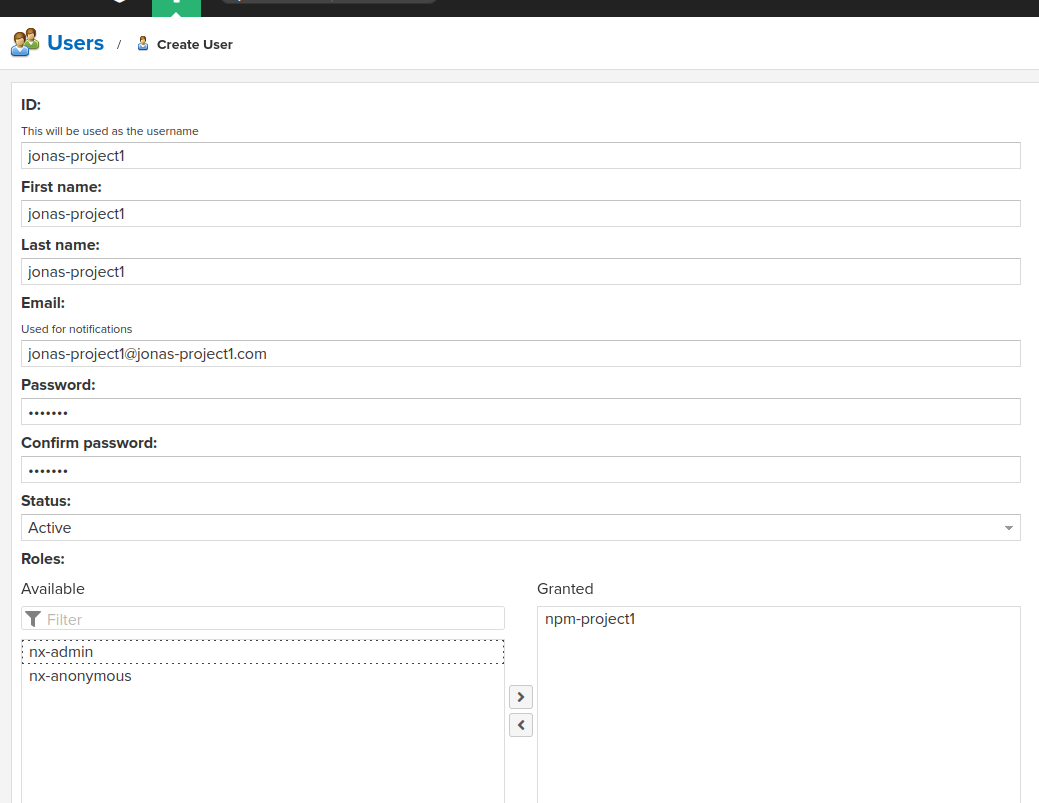 Users / Create User
ID:
This will be used as the username
jonas-project1
First name:
jonas-project1
Last name:
jonas-project1
Email:
Used for notifications
jonas-project1@jonas-project1.com
Password:
•••••••
Confirm password:
•••••••
Status:
Active
Roles:
Available
Granted
Filter
npm-project1
nx-admin
nx-anonymous